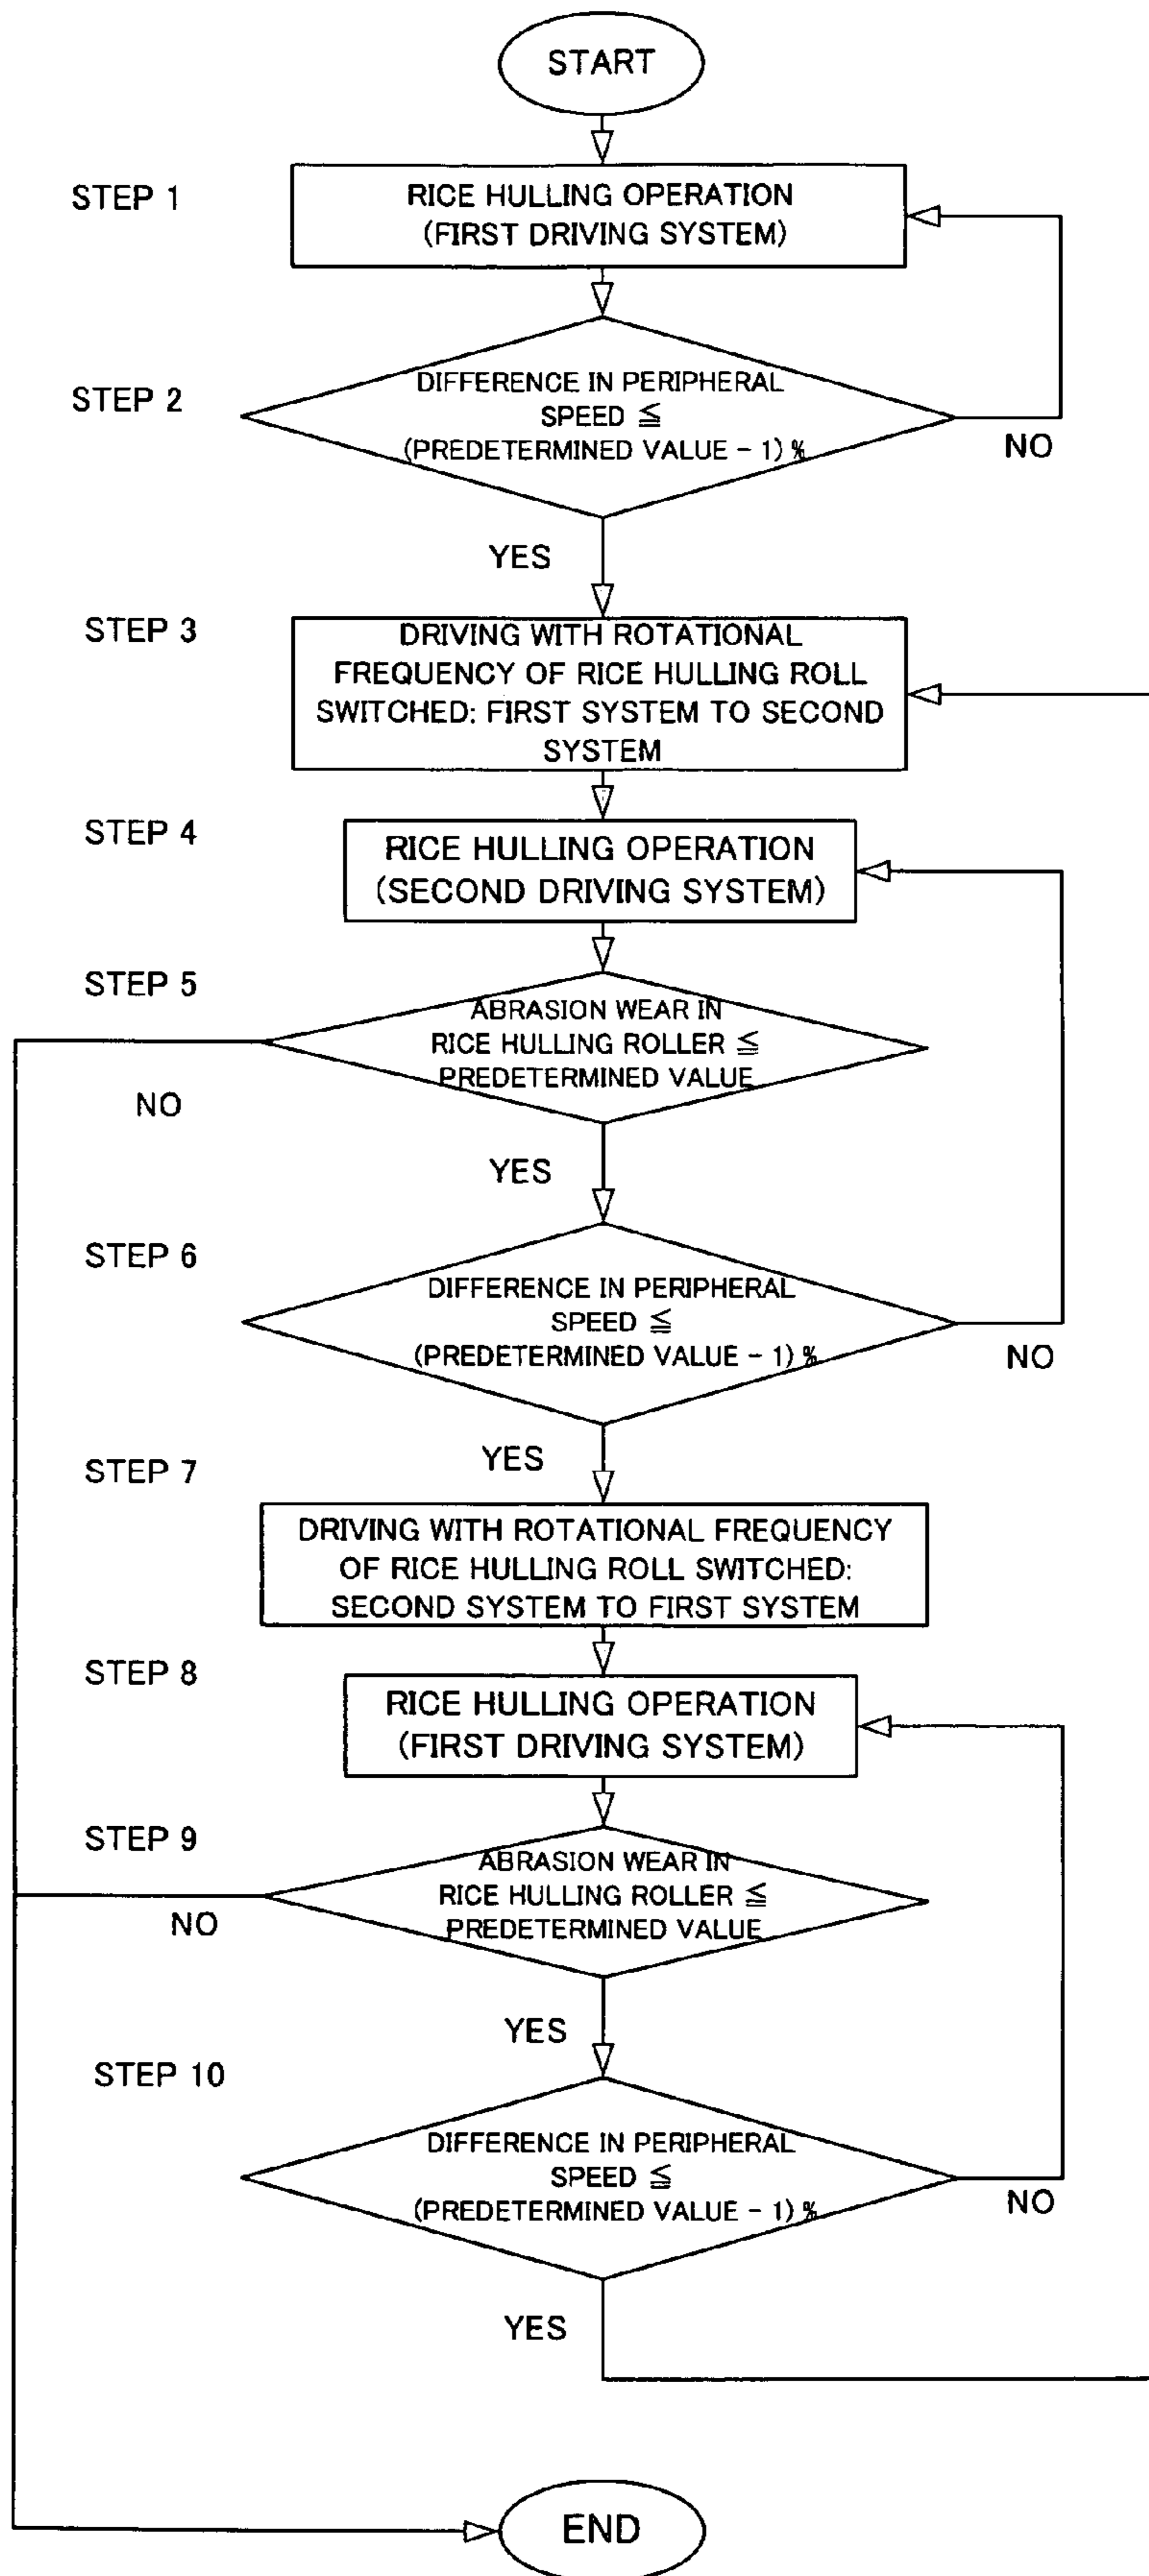 START
STEP 1
RICE HULLING OPERATION
(FIRST DRIVING SYSTEM)
STEP 2
DIFFERENCE IN PERIPHERAL
SPEED ≦
(PREDETERMINED VALUE - 1) %
NO
YES
STEP 3
DRIVING WITH ROTATIONAL
FREQUENCY OF RICE HULLING ROLL
SWITCHED: FIRST SYSTEM TO SECOND
SYSTEM
STEP 4
RICE HULLING OPERATION
(SECOND DRIVING SYSTEM)
STEP 5
ABRASION WEAR IN
RICE HULLING ROLLER ≦
PREDETERMINED VALUE
NO
YES
STEP 6
DIFFERENCE IN PERIPHERAL
SPEED ≦
(PREDETERMINED VALUE - 1) %
NO
YES
STEP 7
DRIVING WITH ROTATIONAL FREQUENCY
OF RICE HULLING ROLL SWITCHED:
SECOND SYSTEM TO FIRST SYSTEM
STEP 8
RICE HULLING OPERATION
(FIRST DRIVING SYSTEM)
STEP 9
ABRASION WEAR IN
RICE HULLING ROLLER ≦
PREDETERMINED VALUE
NO
YES
STEP 10
DIFFERENCE IN PERIPHERAL
SPEED ≦
(PREDETERMINED VALUE - 1) %
NO
YES
END